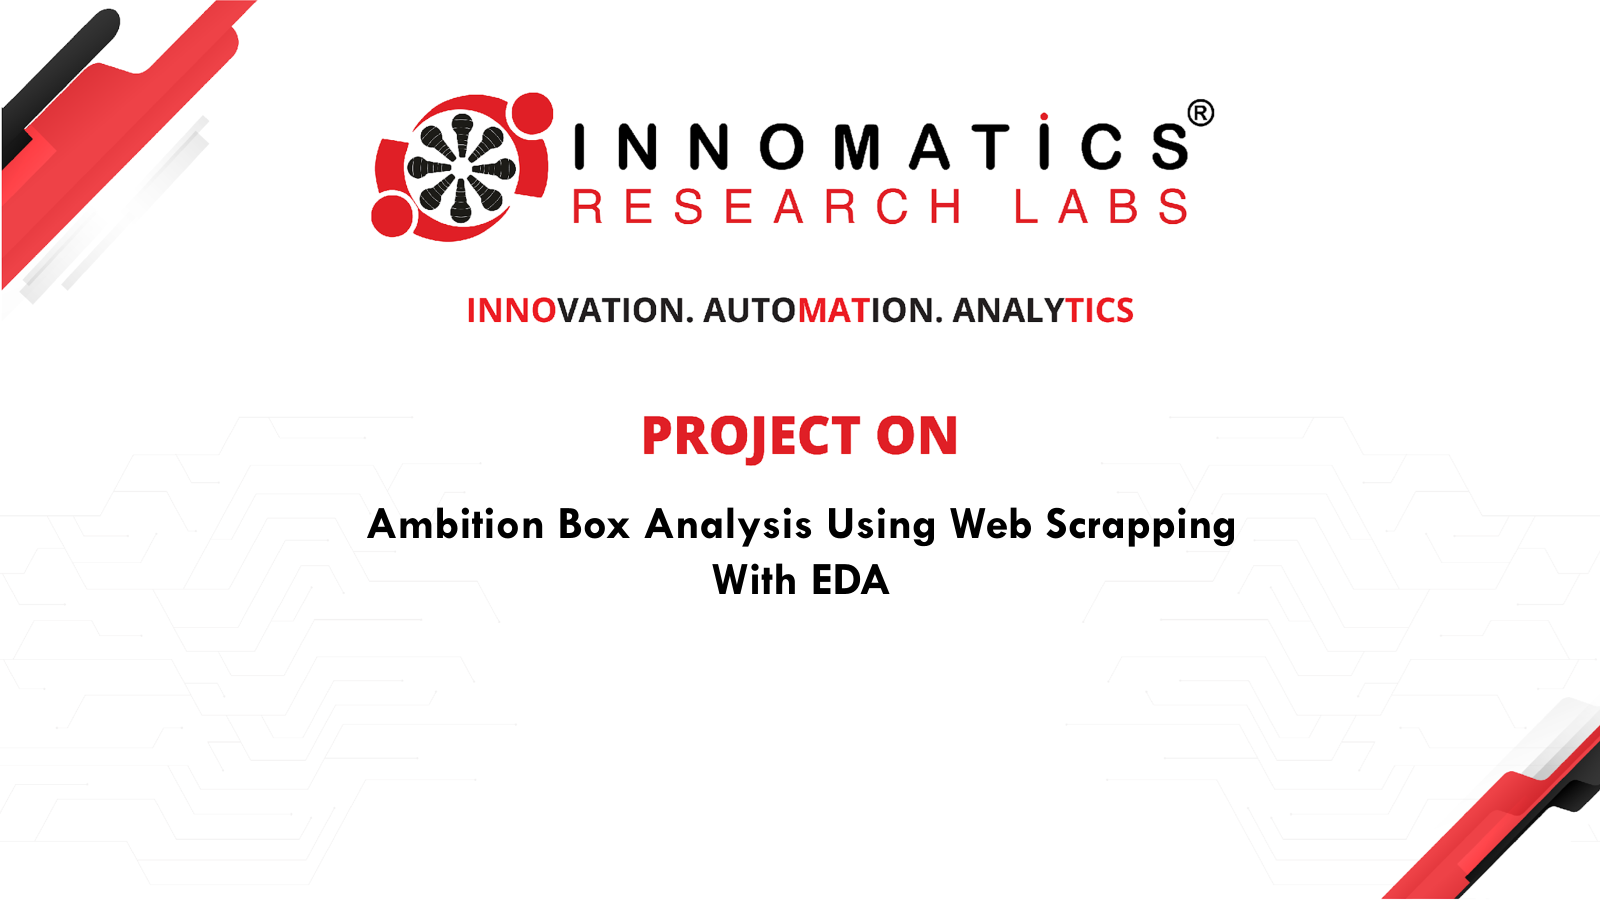 INNOMATICS®
RESEARCH LABS
INNOVATION. AUTOMATION. ANALYTICS
PROJECT ON
Ambition Box Analysis Using Web Scrapping
With EDA